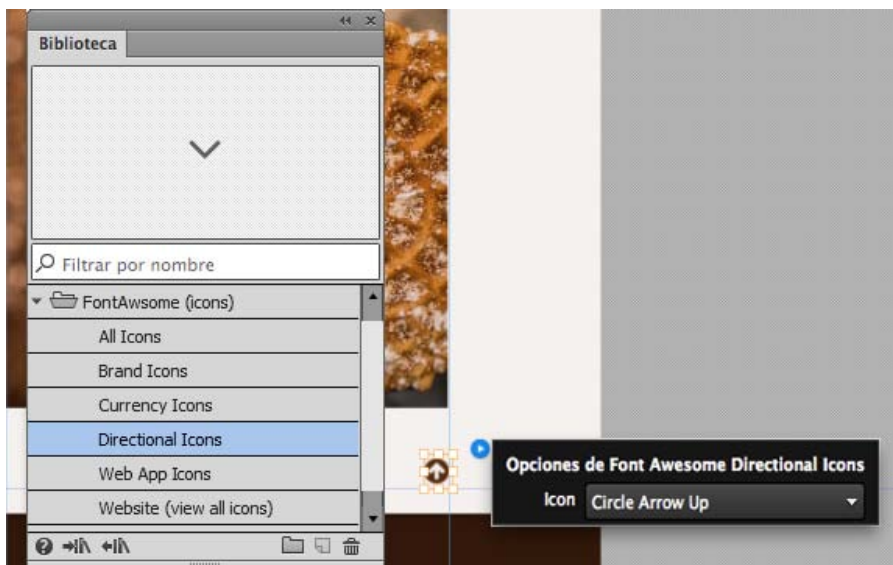 Biblioteca
Filtrar por nombre
FontAwsome (icons)
All Icons
Brand Icons
Currency Icons
Directional Icons
Web App Icons
Website (view all icons)
Opciones de Font Awesome Directional Icons
Icon Circle Arrow Up